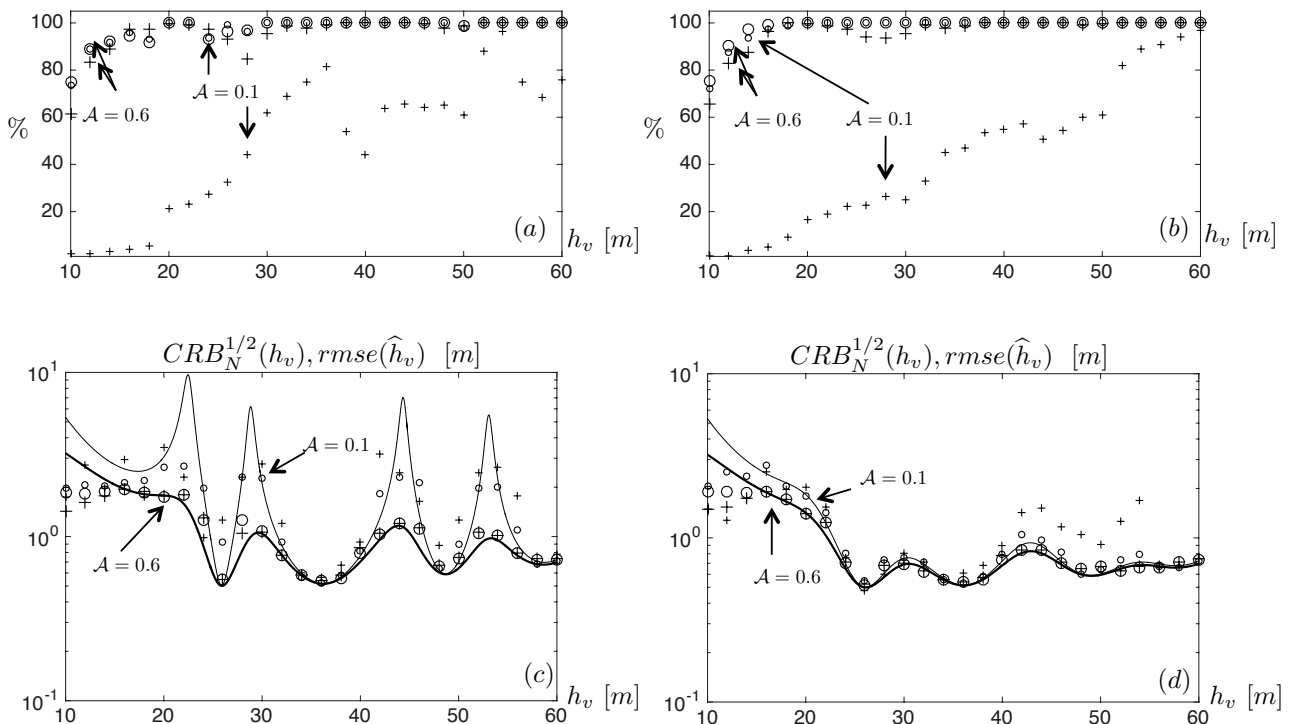 100
80
60
%
40
20
𝒜 = 0.6
𝒜 = 0.1
(a)
h_v [m]
10 20 30 40 50 60
100
80
60
%
40
20
𝒜 = 0.6
𝒜 = 0.1
(b)
h_v [m]
10 20 30 40 50 60
CRB_N^{1/2}(h_v), rmse(\widehat{h}_v) [m]
10^1
10^0
10^{-1}
𝒜 = 0.1
𝒜 = 0.6
(c)
h_v [m]
10 20 30 40 50 60
CRB_N^{1/2}(h_v), rmse(\widehat{h}_v) [m]
10^1
10^0
10^{-1}
𝒜 = 0.1
𝒜 = 0.6
(d)
h_v [m]
10 20 30 40 50 60